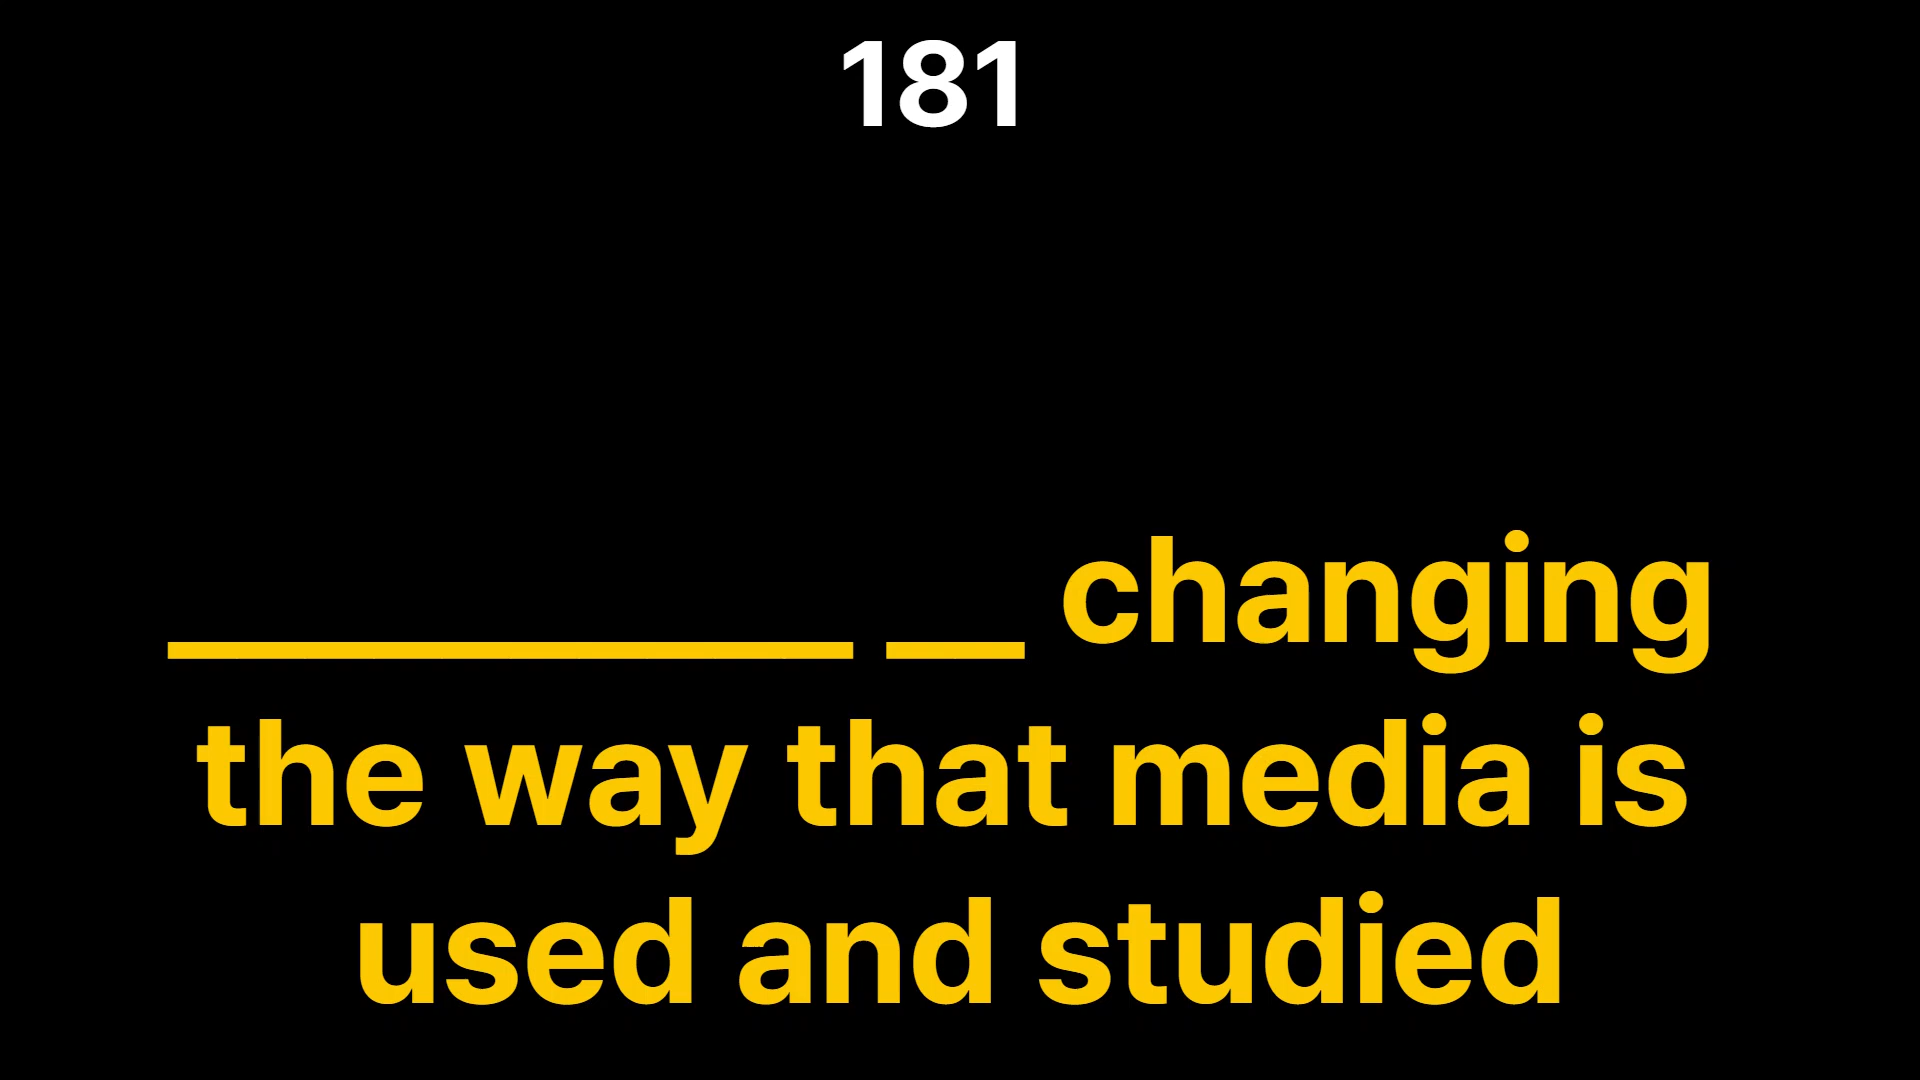 181
__________ __ changing
the way that media is
used and studied